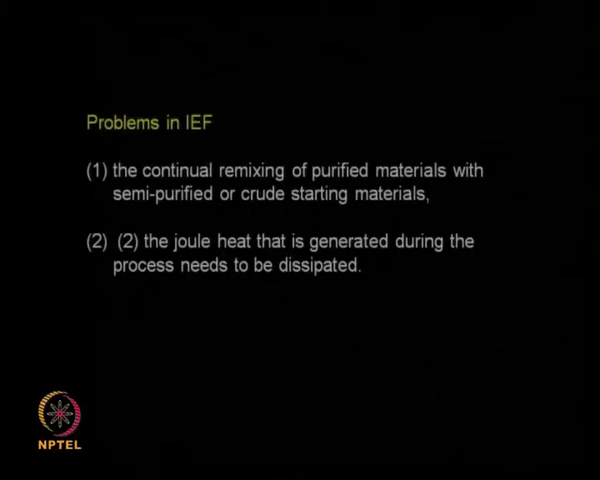 Problems in IEF
(1) the continual remixing of purified materials with
semi-purified or crude starting materials,
(2) (2) the joule heat that is generated during the
process needs to be dissipated.
NPTEL